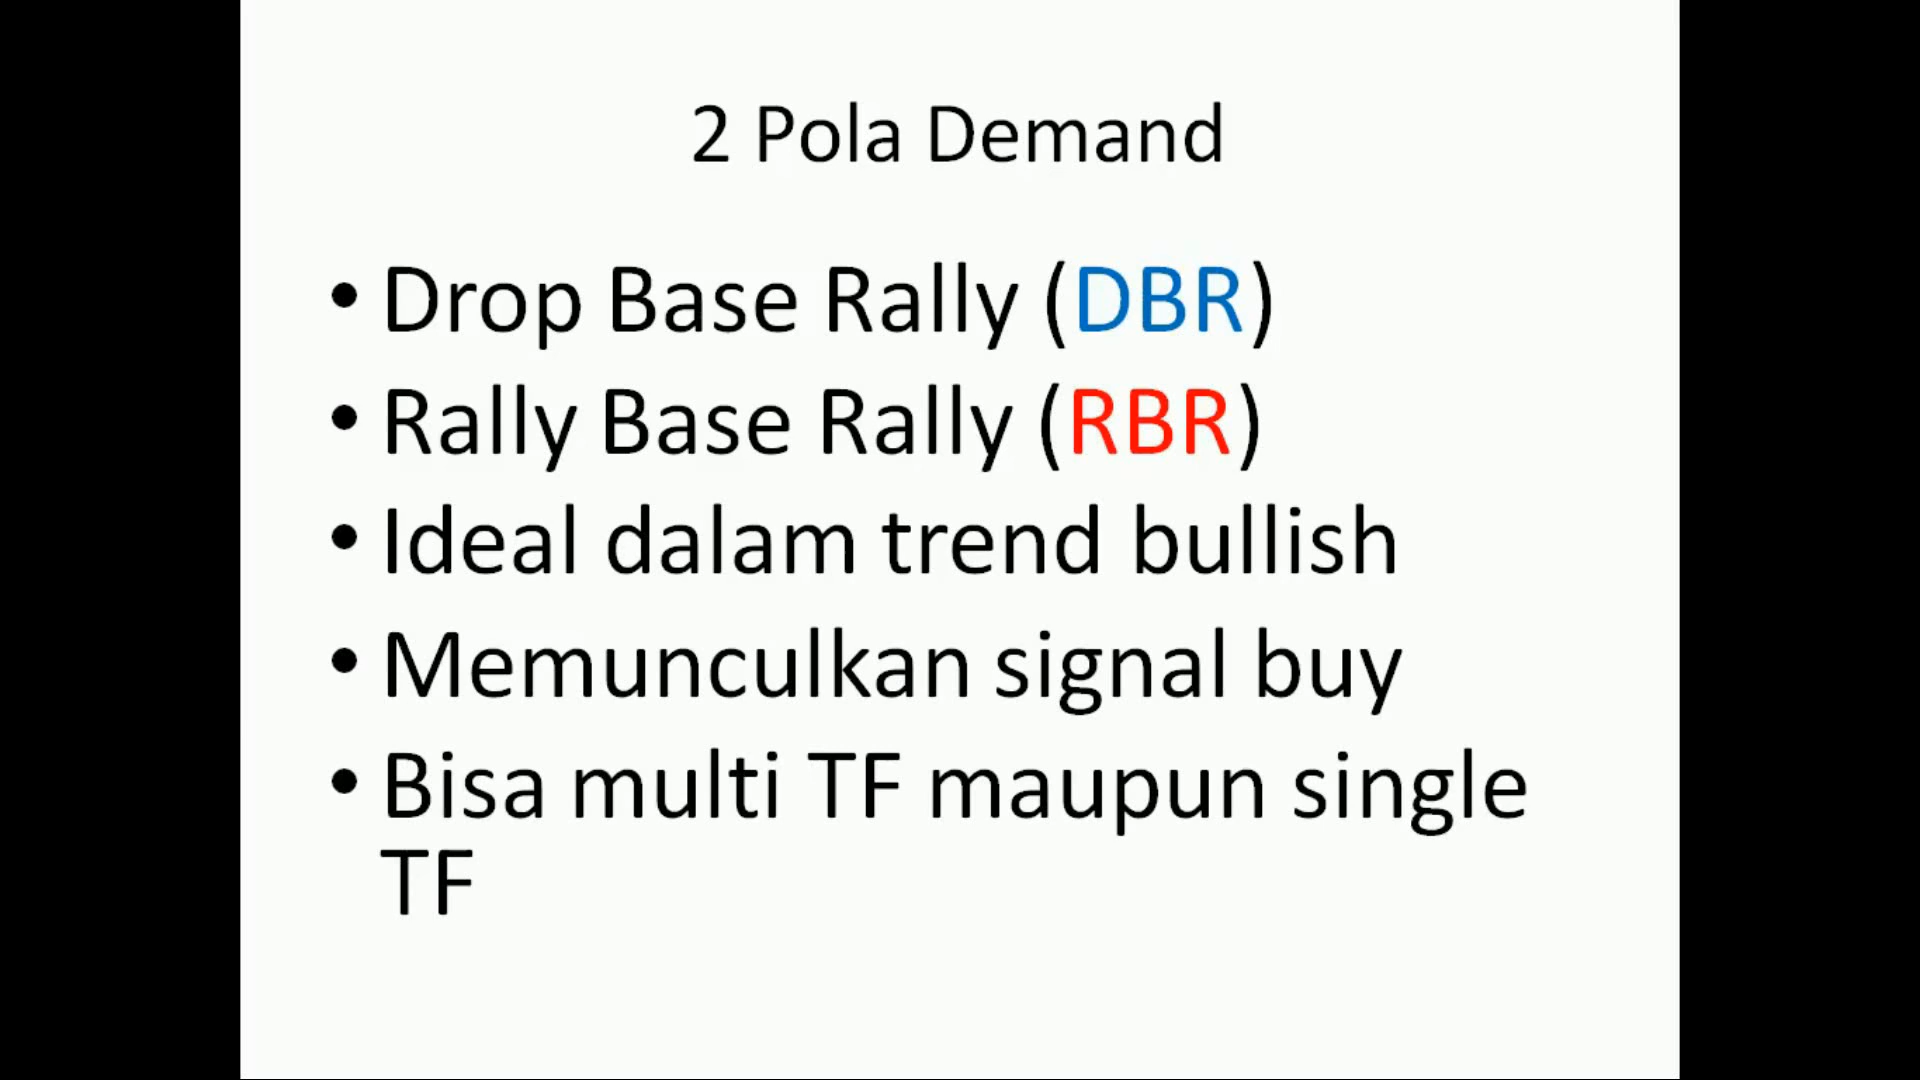 2 Pola Demand
• Drop Base Rally (DBR)
• Rally Base Rally (RBR)
• Ideal dalam trend bullish
• Memunculkan signal buy
• Bisa multi TF maupun single
TF